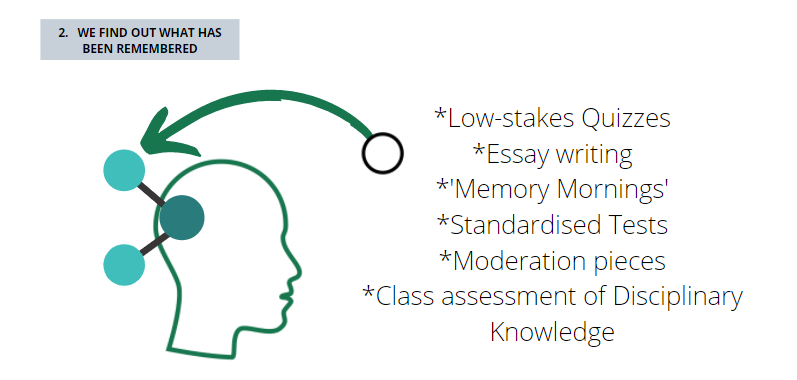 2. WE FIND OUT WHAT HAS
BEEN REMEMBERED
*Low-stakes Quizzes
*Essay writing
*'Memory Mornings'
*Standardised Tests
*Moderation pieces
*Class assessment of Disciplinary
Knowledge